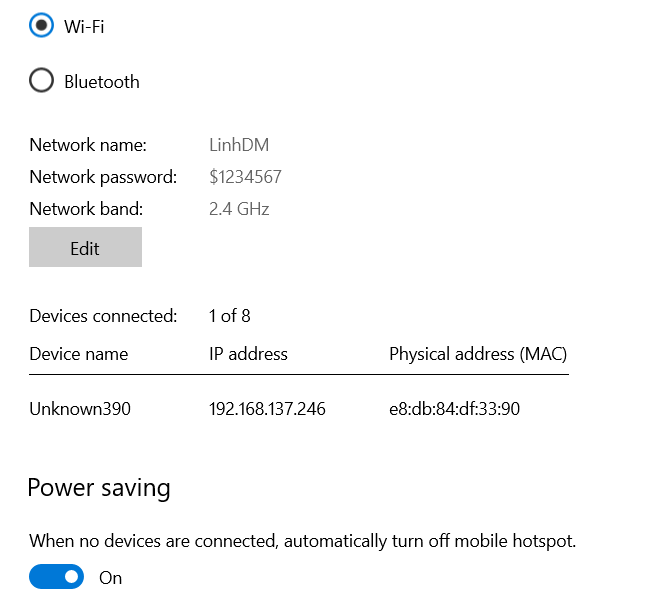 Wi-Fi
Bluetooth
Network name: LinhDM
Network password: $1234567
Network band: 2.4 GHz
Edit
Devices connected: 1 of 8
Device name IP address Physical address (MAC)
Unknown390 192.168.137.246 e8:db:84:df:33:90
Power saving
When no devices are connected, automatically turn off mobile hotspot.
On